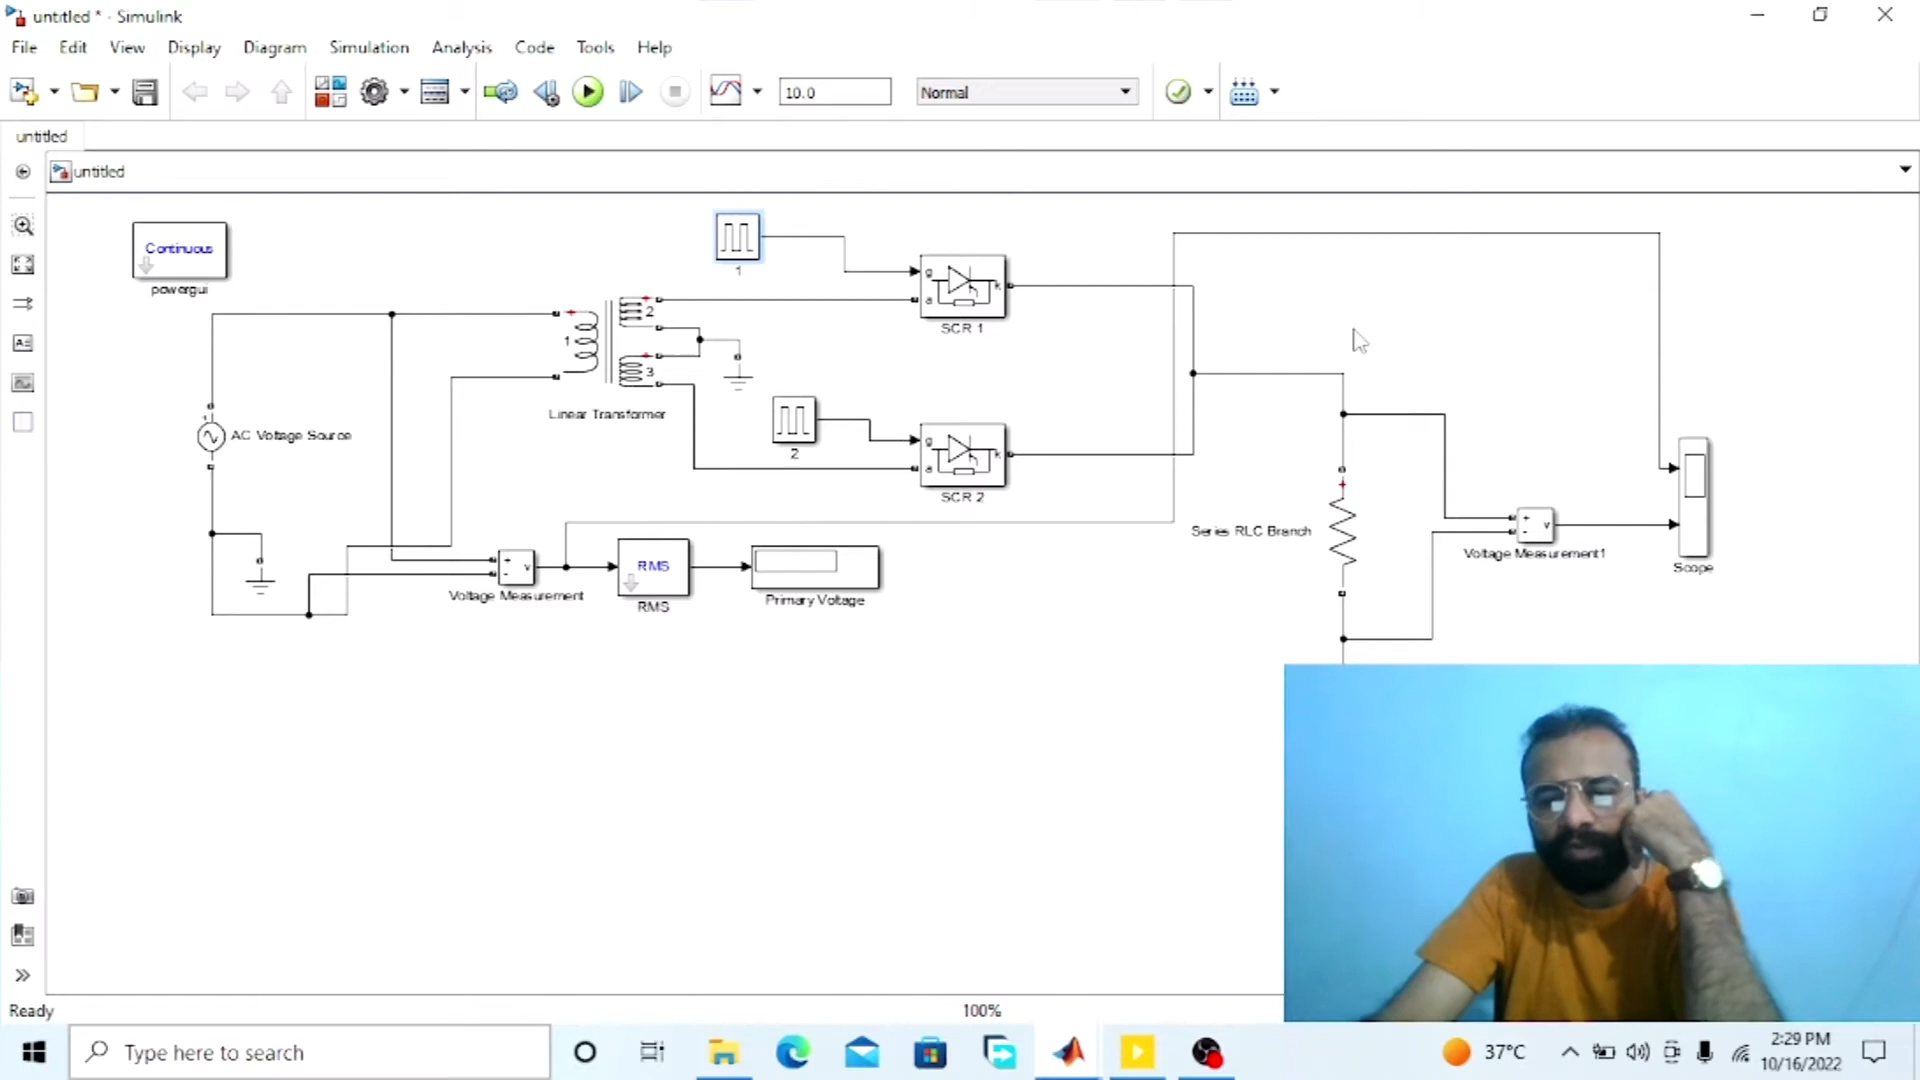 untitled * - Simulink
File Edit View Display Diagram Simulation Analysis Code Tools Help
10.0 Normal
untitled
untitled
Continuous
powergui
1
g
a
k
SCR 1
1
2
3
Linear Transformer
2
g
a
k
SCR 2
AC Voltage Source
+
-
v
Voltage Measurement
RMS
RMS
Primary Voltage
Series RLC Branch
+
+
-
v
Voltage Measurement1
Scope
Ready
100%
Type here to search
37°C
2:29 PM
10/16/2022